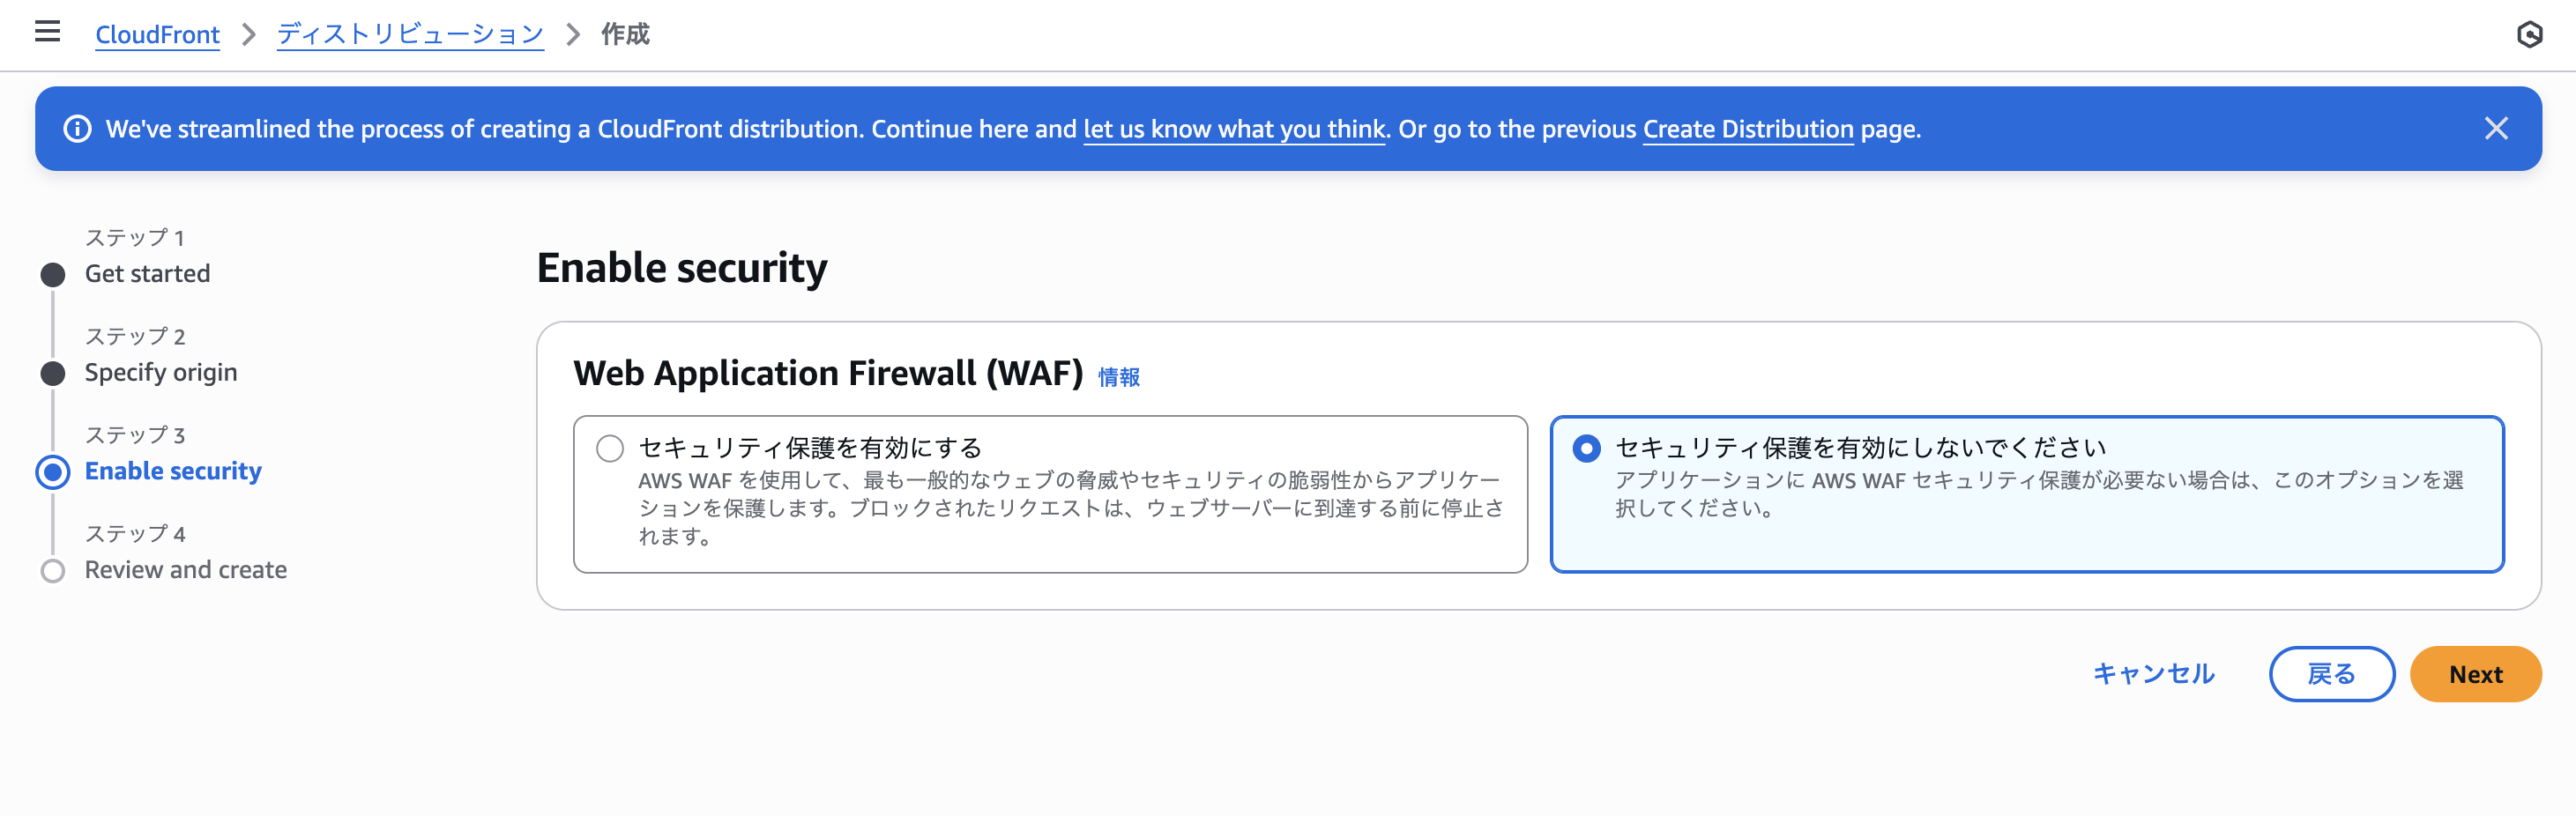 CloudFront > ディストリビューション > 作成
We've streamlined the process of creating a CloudFront distribution. Continue here and let us know what you think. Or go to the previous Create Distribution page.
ステップ 1
Get started
ステップ 2
Specify origin
ステップ 3
Enable security
ステップ 4
Review and create
Enable security
Web Application Firewall (WAF) 情報
セキュリティ保護を有効にする
AWS WAF を使用して、最も一般的なウェブの脅威やセキュリティの脆弱性からアプリケー
ションを保護します。ブロックされたリクエストは、ウェブサーバーに到達する前に停止さ
れます。
セキュリティ保護を有効にしないでください
アプリケーションに AWS WAF セキュリティ保護が必要ない場合は、このオプションを選
択してください。
キャンセル
戻る
Next